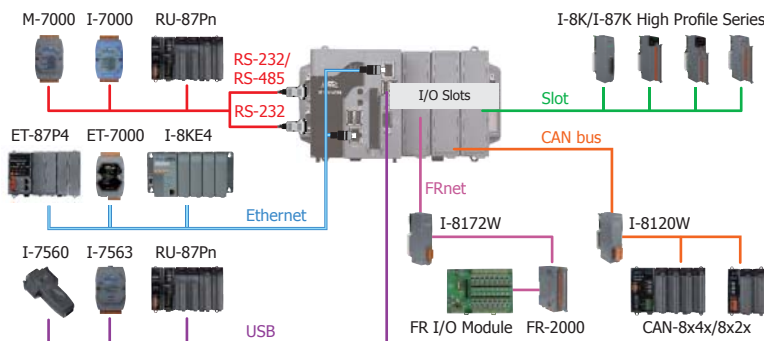 M-7000 I-7000 RU-87Pn
I-8K/I-87K High Profile Series
RS-232/
RS-485
RS-232
I/O Slots
Slot
ET-87P4 ET-7000 I-8KE4
CAN bus
FRnet
Ethernet
I-8172W I-8120W
I-7560 I-7563 RU-87Pn
USB
FR I/O Module FR-2000 CAN-8x4x/8x2x